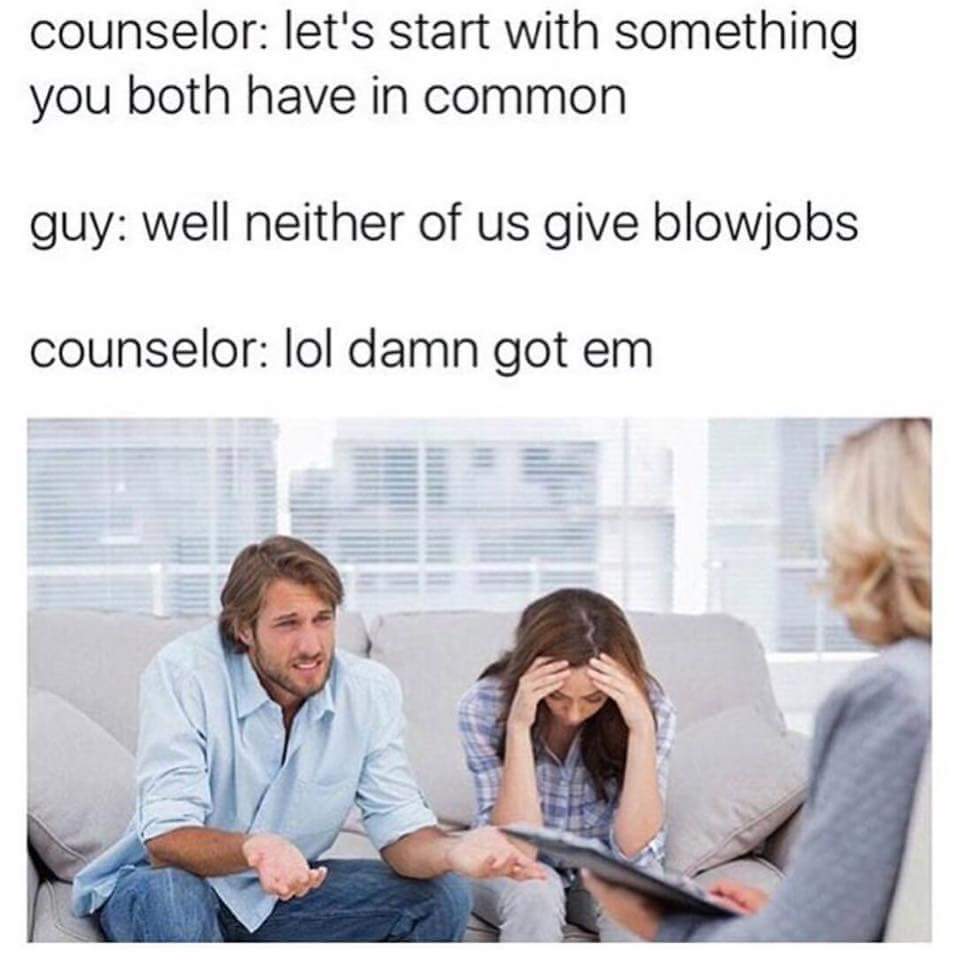 counselor: let's start with something
you both have in common
guy: well neither of us give blowjobs
counselor: lol damn got em